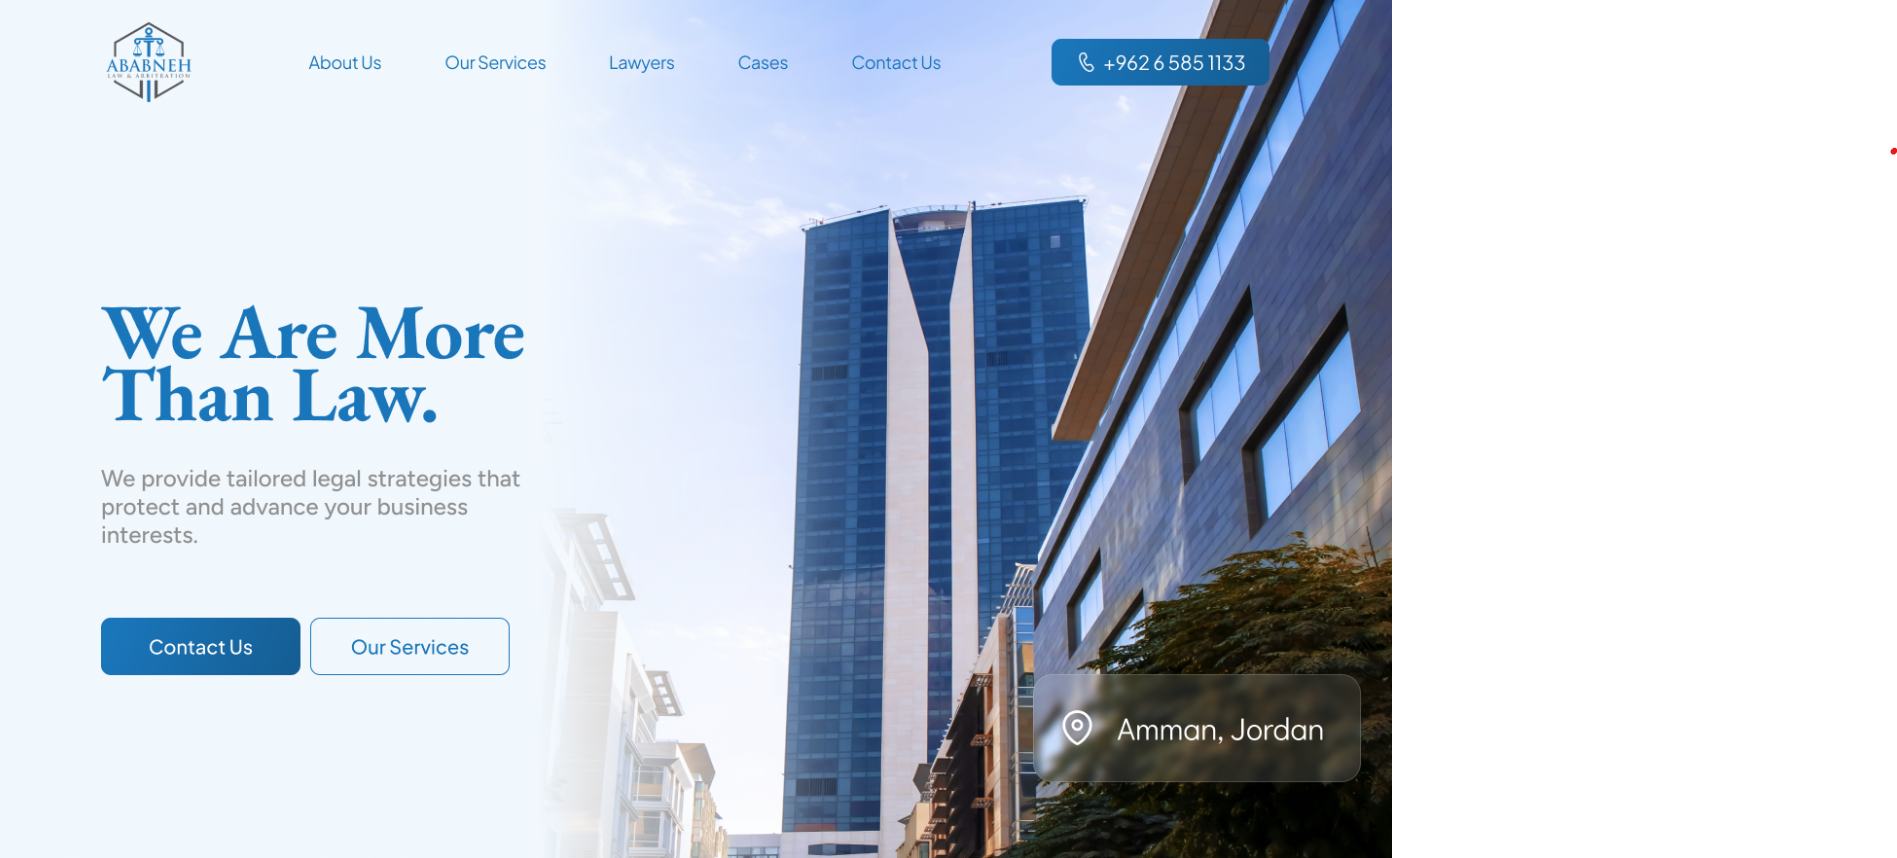 ABABNEH
LAW & ARBITRATION
About Us
Our Services
Lawyers
Cases
Contact Us
+962 6 585 1133
We Are More
Than Law.
We provide tailored legal strategies that
protect and advance your business
interests.
Contact Us
Our Services
Amman, Jordan